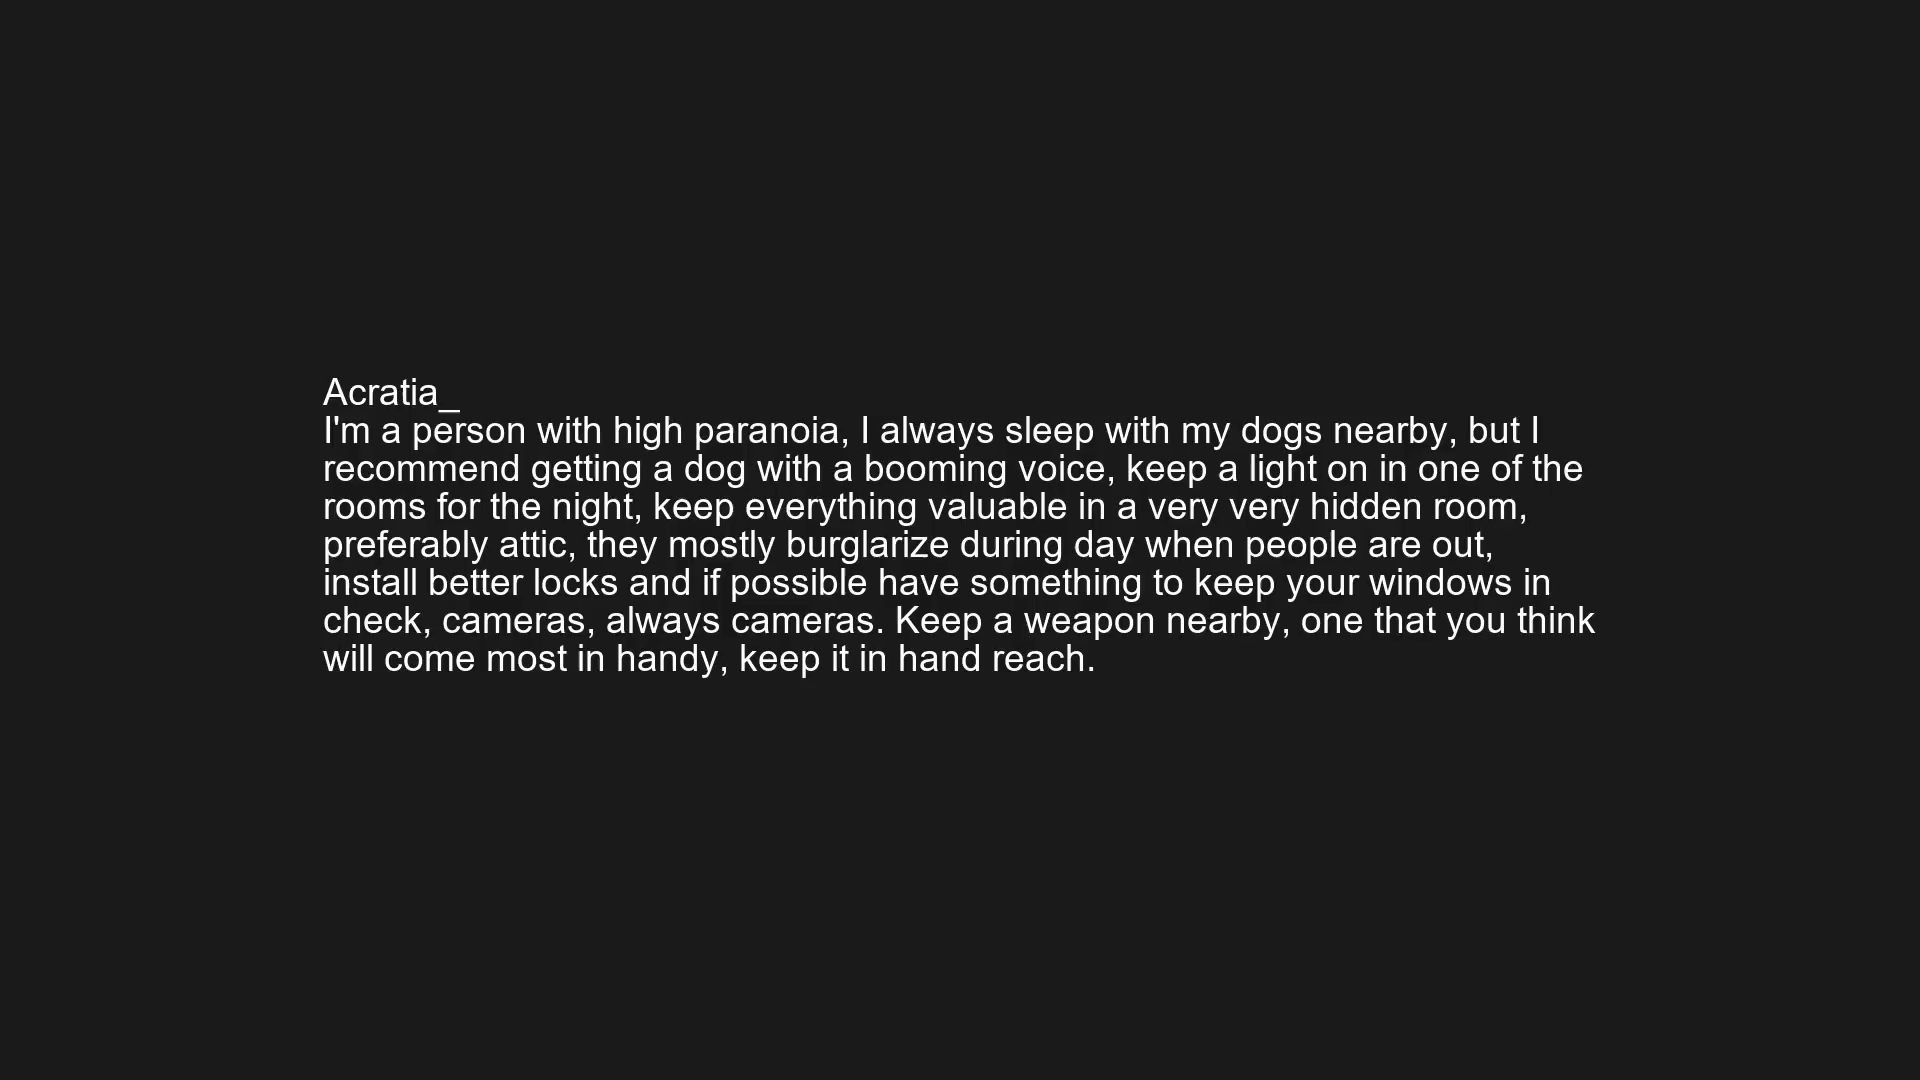 Acratia_
I'm a person with high paranoia, I always sleep with my dogs nearby, but I
recommend getting a dog with a booming voice, keep a light on in one of the
rooms for the night, keep everything valuable in a very very hidden room,
preferably attic, they mostly burglarize during day when people are out,
install better locks and if possible have something to keep your windows in
check, cameras, always cameras. Keep a weapon nearby, one that you think
will come most in handy, keep it in hand reach.